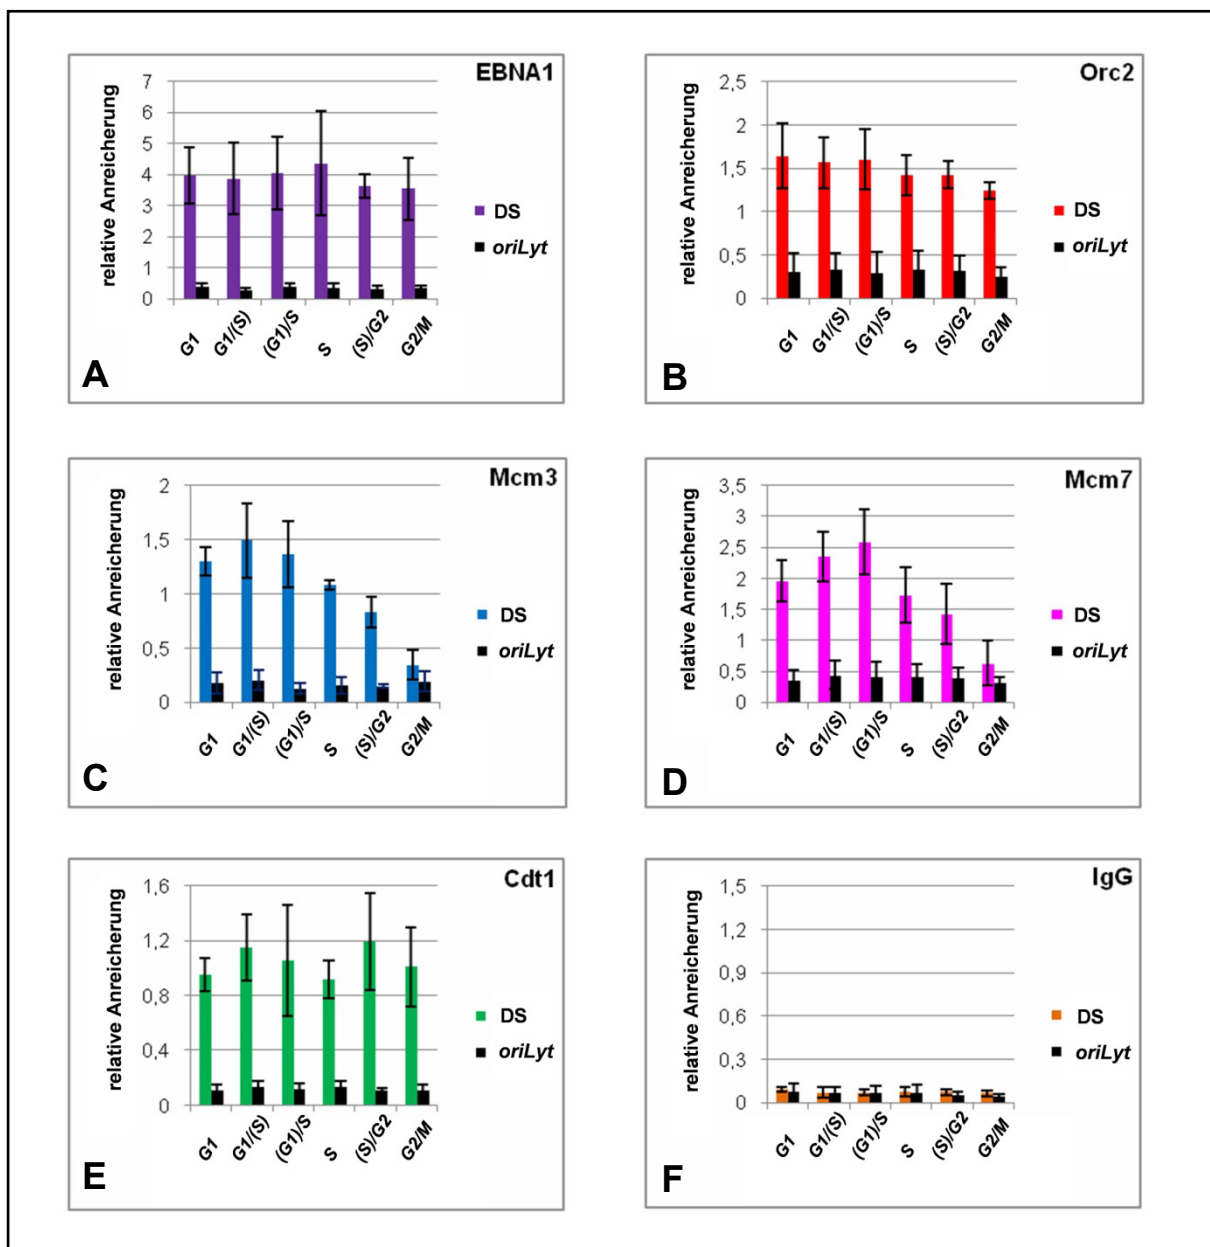 EBNA1
relative Anreicherung
7
6
5
4
3
2
1
0
G1 G1/(S) (G1)/S S (S)/G2 G2/M
DS
oriLyt
A
Orc2
relative Anreicherung
2,5
2
1,5
1
0,5
0
G1 G1/(S) (G1)/S S (S)/G2 G2/M
DS
oriLyt
B
Mcm3
relative Anreicherung
2
1,5
1
0,5
0
G1 G1/(S) (G1)/S S (S)/G2 G2/M
DS
oriLyt
C
Mcm7
relative Anreicherung
3,5
3
2,5
2
1,5
1
0,5
0
G1 G1/(S) (G1)/S S (S)/G2 G2/M
DS
oriLyt
D
Cdt1
relative Anreicherung
1,6
1,2
0,8
0,4
0
G1 G1/(S) (G1)/S S (S)/G2 G2/M
DS
oriLyt
E
IgG
relative Anreicherung
1,5
1,2
0,9
0,6
0,3
0
G1 G1/(S) (G1)/S S (S)/G2 G2/M
DS
oriLyt
F